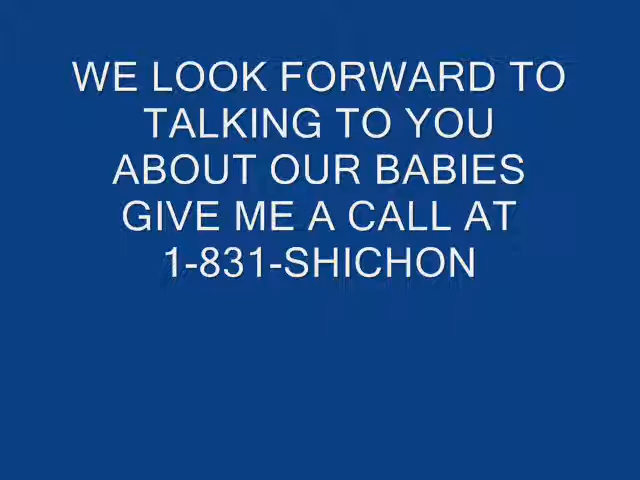 WE LOOK FORWARD TO
TALKING TO YOU
ABOUT OUR BABIES
GIVE ME A CALL AT
1-831-SHICHON